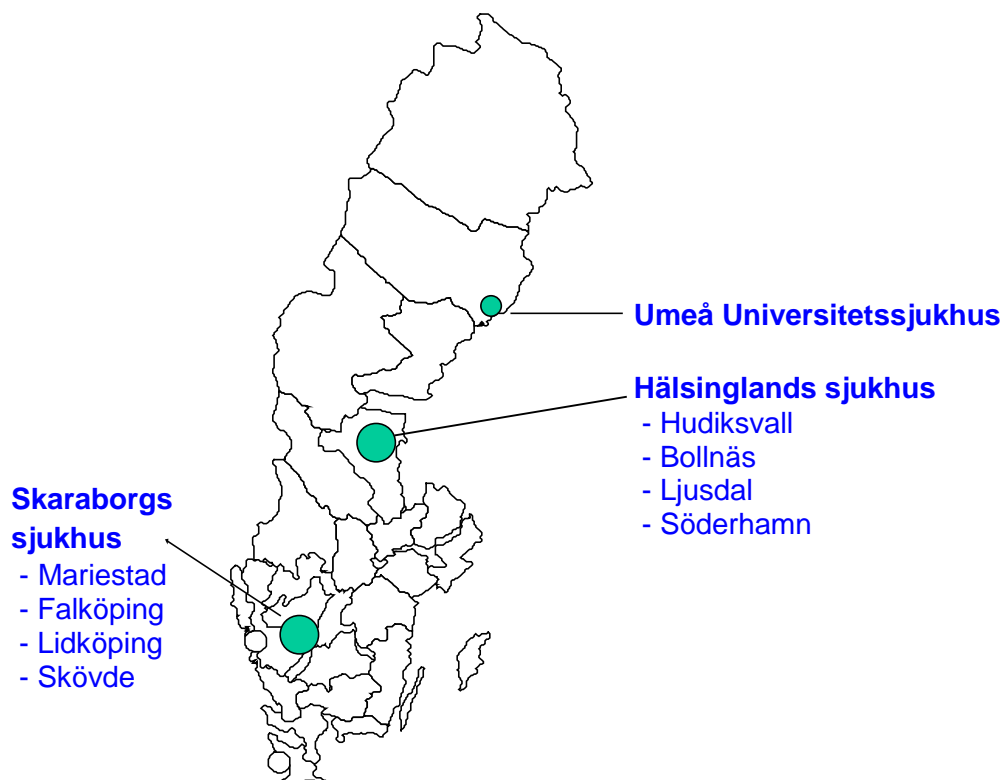 Umeå Universitetssjukhus
Hälsinglands sjukhus
- Hudiksvall
- Bollnäs
- Ljusdal
- Söderhamn
Skaraborgs
sjukhus
- Mariestad
- Falköping
- Lidköping
- Skövde